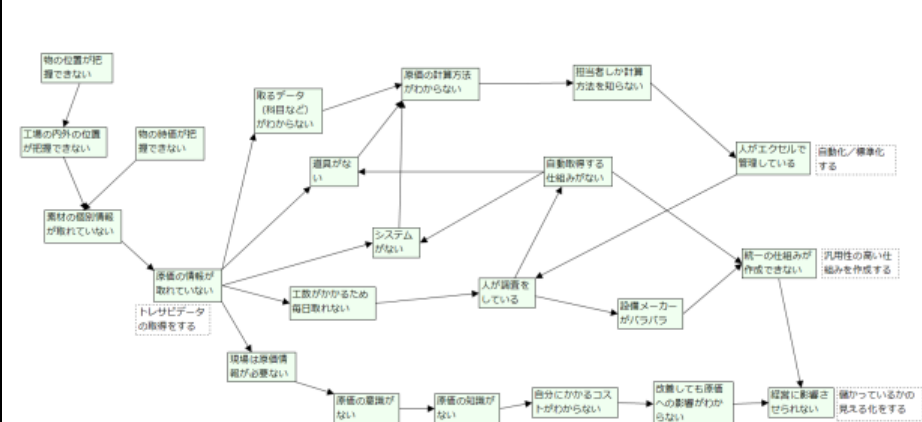 物の位置が把
握できない
担当者しか計算
方法を知らない
原価の計算方法
がわからない
取るデータ
(科目など)
がわからない
工場の内外の位置
が把握できない
物の時価が把
握できない
人がエクセルで
管理している
自動化/標準化
する
道具がな
い
自動取得する
仕組みがない
素材の個別情報
が取れていない
システム
がない
統一の仕組みが
作成できない
汎用性の高い仕
組みを作成する
原価の情報が
取れていない
トレサビデータ
の取得をする
工数がかかるため
毎日取れない
人が調査を
している
設備メーカー
がバラバラ
現場は原価情
報が必要ない
原価の意識が
ない
原価の知識が
ない
自分にかかるコス
トがわからない
改善しても原価
への影響がわか
らない
経営に影響さ
せられない
儲かっているかの
見える化をする